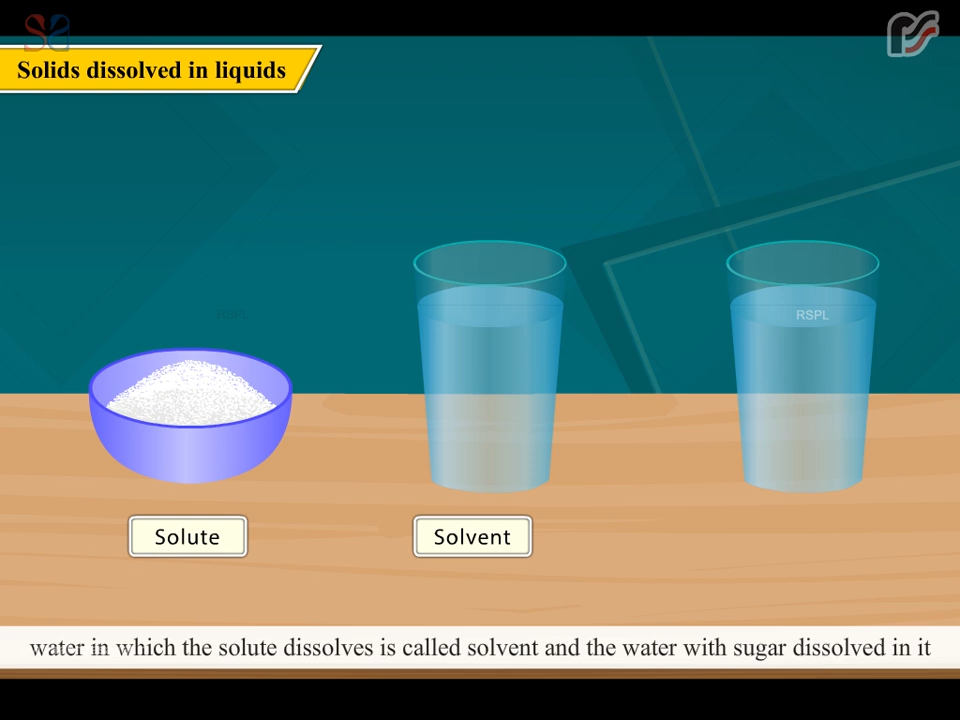 Solids dissolved in liquids
RSPL
RSPL
Solute
Solvent
water in which the solute dissolves is called solvent and the water with sugar dissolved in it